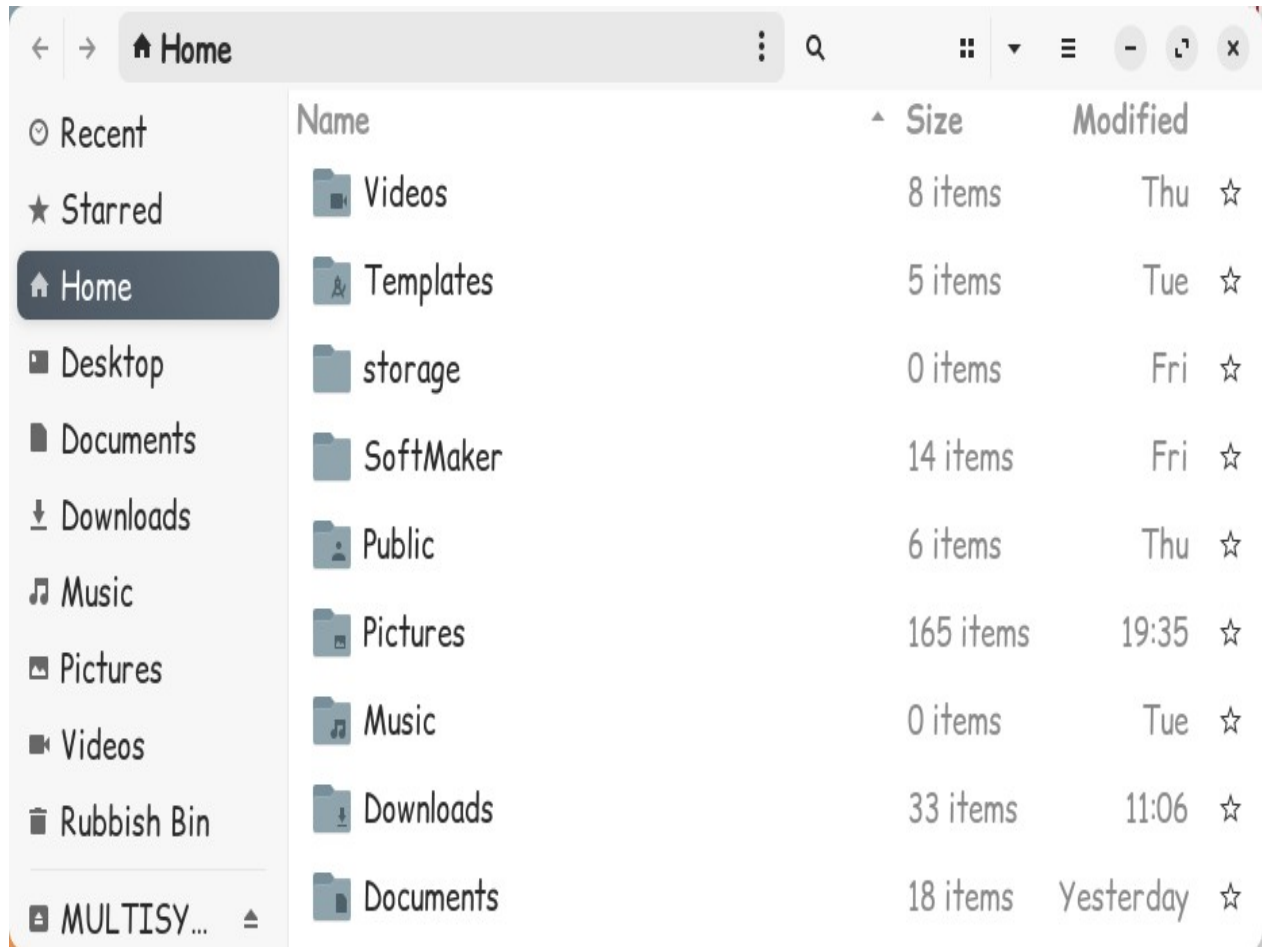 Home
Recent
Starred
Home
Desktop
Documents
Downloads
Music
Pictures
Videos
Rubbish Bin
MULTISY...
Name Size Modified
Videos 8 items Thu
Templates 5 items Tue
storage 0 items Fri
SoftMaker 14 items Fri
Public 6 items Thu
Pictures 165 items 19:35
Music 0 items Tue
Downloads 33 items 11:06
Documents 18 items Yesterday